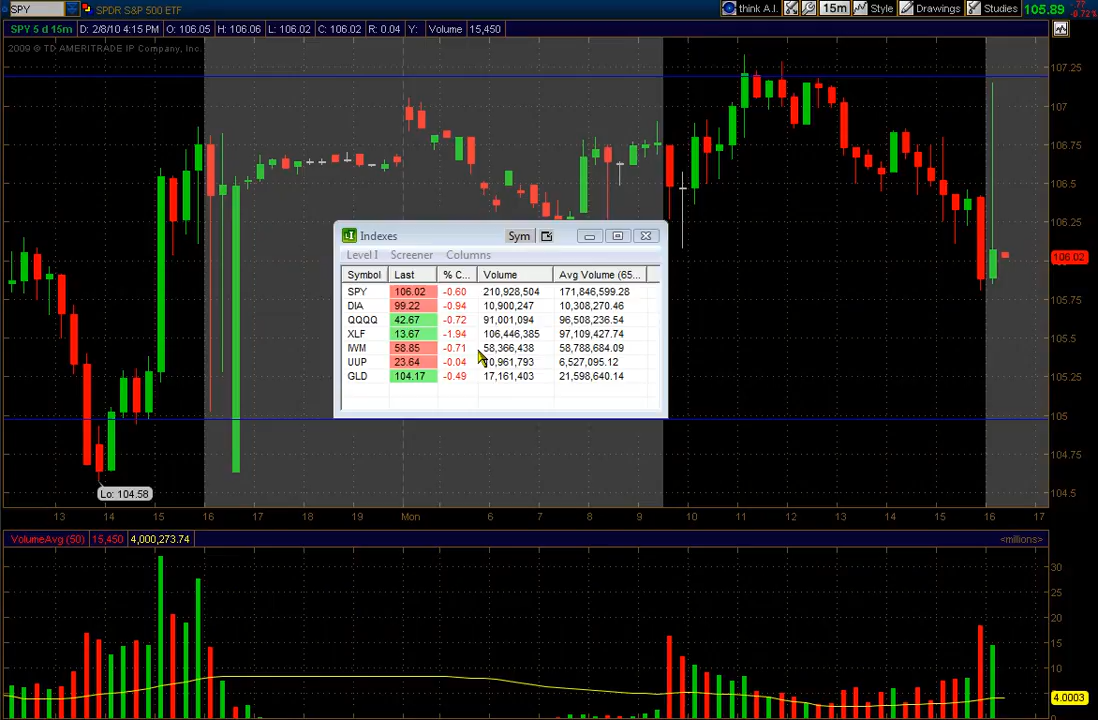 SPY SPDR S&P 500 ETF think A.I. 15m Style Drawings Studies 105.89 -.77 -0.72%
SPY 5 d 15m D: 2/8/10 4:15 PM O: 106.05 H: 106.06 L: 106.02 C: 106.02 R: 0.04 Y: Volume 15,450
2009 © TD AMERITRADE IP Company, Inc.
107.25
107
106.75
106.5
106.25
106.02
105.75
105.5
105.25
105
104.75
104.5
Indexes Sym
Level I Screener Columns
Symbol Last % C... Volume Avg Volume (65...
SPY 106.02 -0.60 210,928,504 171,846,599.28
DIA 99.22 -0.94 10,900,247 10,308,270.46
QQQQ 42.67 -0.72 91,001,094 96,508,236.54
XLF 13.67 -1.94 106,446,385 97,109,427.74
IWM 58.85 -0.71 58,366,438 58,788,684.09
UUP 23.64 -0.04 10,961,793 6,527,095.12
GLD 104.17 -0.49 17,161,403 21,598,640.14
Lo: 104.58
13 14 15 16 17 18 19 Mon 6 7 8 9 10 11 12 13 14 15 16 17
VolumeAvg (50) 15,450 4,000,273.74 <millions>
30
25
20
15
10
4.0003